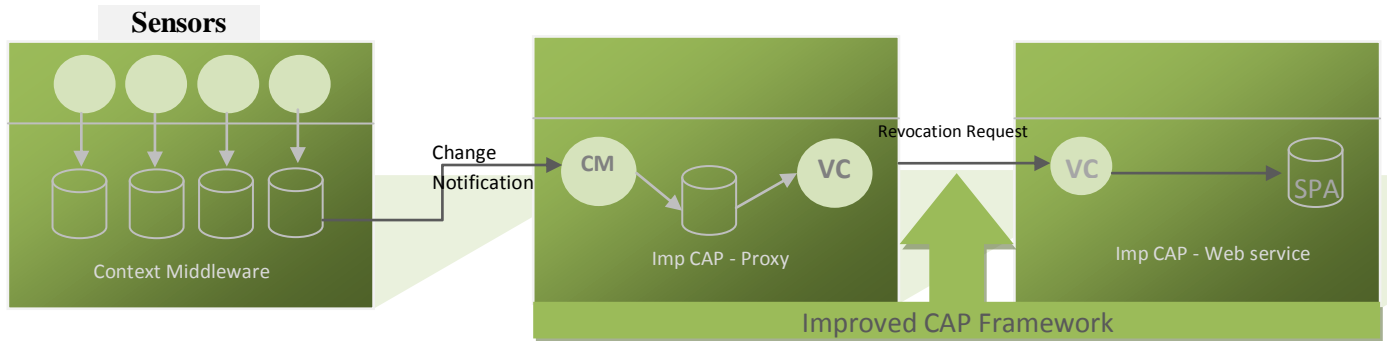 Sensors
Change
Notification
Context Middleware
CM
VC
Imp CAP - Proxy
Revocation Request
VC
SPA
Imp CAP - Web service
Improved CAP Framework